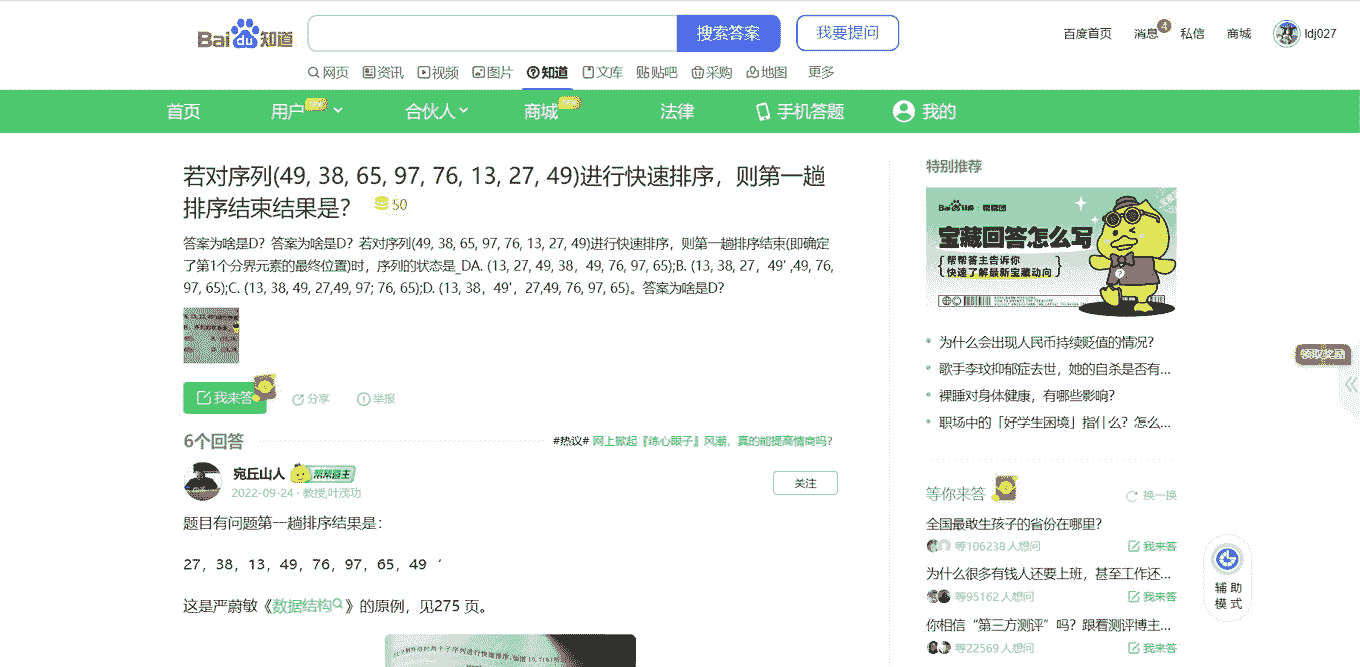 Bai du 知道
搜索答案
我要提问
百度首页
消息
4
私信
商城
ldj027
网页 资讯 视频 图片 知道 文库 贴贴吧 采购 地图 更多
首页 用户 合伙人 商城 法律 手机答题 我的
若对序列(49, 38, 65, 97, 76, 13, 27, 49)进行快速排序，则第一趟
排序结束结果是？ 50
答案为啥是D？答案为啥是D？若对序列(49, 38, 65, 97, 76, 13, 27, 49)进行快速排序，则第一趟排序结束(即确定
了第1个分界元素的最终位置)时，序列的状态是_DA. (13, 27, 49, 38，49, 76, 97, 65);B. (13, 38, 27，49' ,49, 76,
97, 65);C. (13, 38, 49, 27,49, 97; 76, 65);D. (13, 38，49'，27,49, 76, 97, 65)。答案为啥是D？
我来答
分享
举报
6个回答
#热议# 网上掀起『练心眼子』风潮，真的能提高情商吗？
宛丘山人
帮帮答主
2022-09-24 · 教授,叶茂功
关注
题目有问题第一趟排序结果是：
27，38，13，49，76，97，65，49 ‘
这是严蔚敏《数据结构》的原例，见275 页。
特别推荐
宝藏回答怎么写
帮帮答主告诉你
快速了解最新宝藏动向
为什么会出现人民币持续贬值的情况？
歌手李玟抑郁症去世，她的自杀是否有...
裸睡对身体健康，有哪些影响？
职场中的「好学生困境」指什么？怎么...
等你来答
换一换
全国最敢生孩子的省份在哪里？
等106238人想问
我来答
为什么很多有钱人还要上班，甚至工作还...
等95162人想问
我来答
你相信“第三方测评”吗？跟着测评博主...
等22569人想问
我来答
领取奖励
辅助
模式